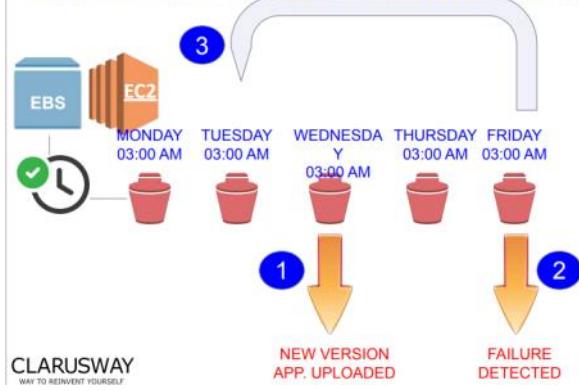 3
EBS
EC2
MONDAY
03:00 AM
TUESDAY
03:00 AM
WEDNESDA
Y
03:00 AM
THURSDAY
03:00 AM
FRIDAY
03:00 AM
1
2
NEW VERSION
APP. UPLOADED
FAILURE
DETECTED
CLARUSWAY
WAY TO REINVENT YOURSELF